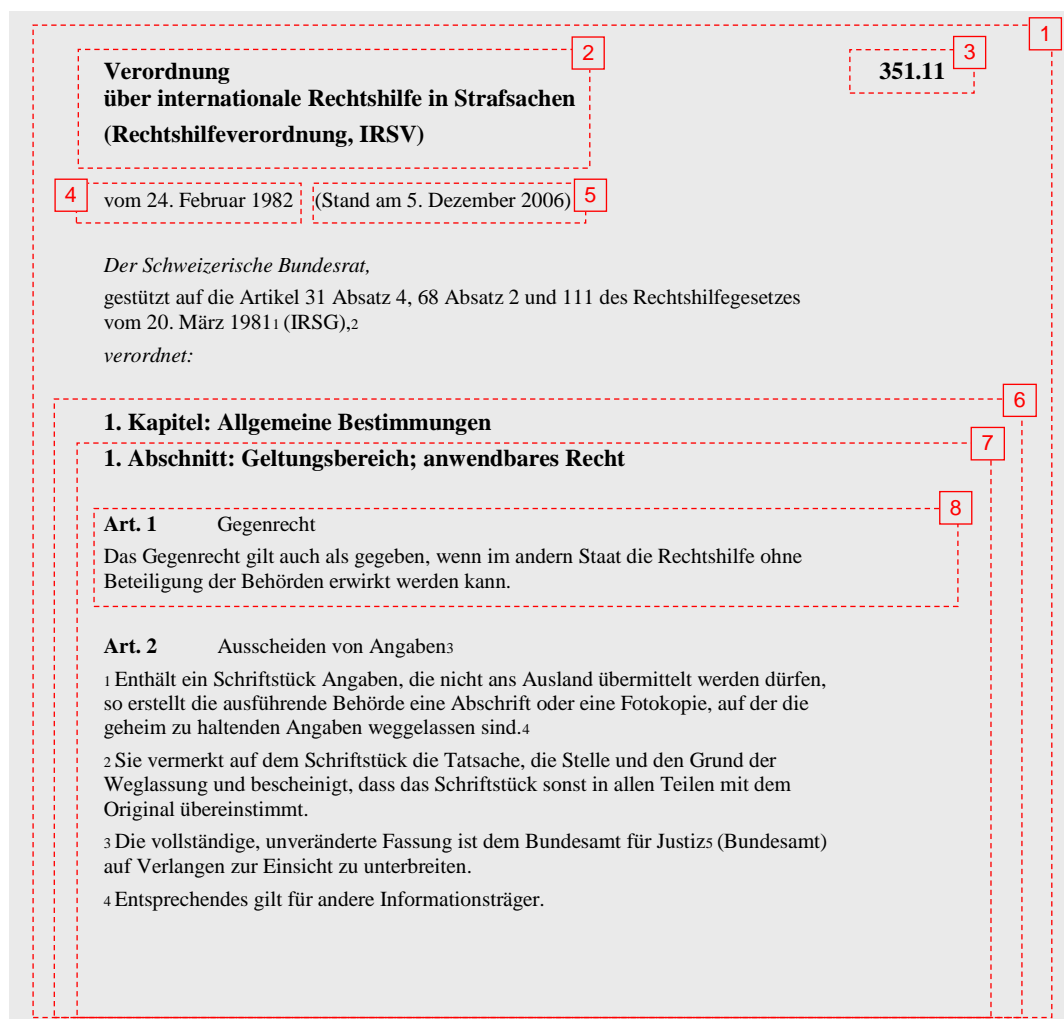 1
2
3
Verordnung
351.11
über internationale Rechtshilfe in Strafsachen
(Rechtshilfeverordnung, IRSV)
4
vom 24. Februar 1982
(Stand am 5. Dezember 2006)
5
Der Schweizerische Bundesrat,
gestützt auf die Artikel 31 Absatz 4, 68 Absatz 2 und 111 des Rechtshilfegesetzes
vom 20. März 19811 (IRSG),2
verordnet:
6
1. Kapitel: Allgemeine Bestimmungen
7
1. Abschnitt: Geltungsbereich; anwendbares Recht
8
Art. 1 Gegenrecht
Das Gegenrecht gilt auch als gegeben, wenn im andern Staat die Rechtshilfe ohne
Beteiligung der Behörden erwirkt werden kann.
Art. 2 Ausscheiden von Angaben3
1 Enthält ein Schriftstück Angaben, die nicht ans Ausland übermittelt werden dürfen,
so erstellt die ausführende Behörde eine Abschrift oder eine Fotokopie, auf der die
geheim zu haltenden Angaben weggelassen sind.4
2 Sie vermerkt auf dem Schriftstück die Tatsache, die Stelle und den Grund der
Weglassung und bescheinigt, dass das Schriftstück sonst in allen Teilen mit dem
Original übereinstimmt.
3 Die vollständige, unveränderte Fassung ist dem Bundesamt für Justiz5 (Bundesamt)
auf Verlangen zur Einsicht zu unterbreiten.
4 Entsprechendes gilt für andere Informationsträger.